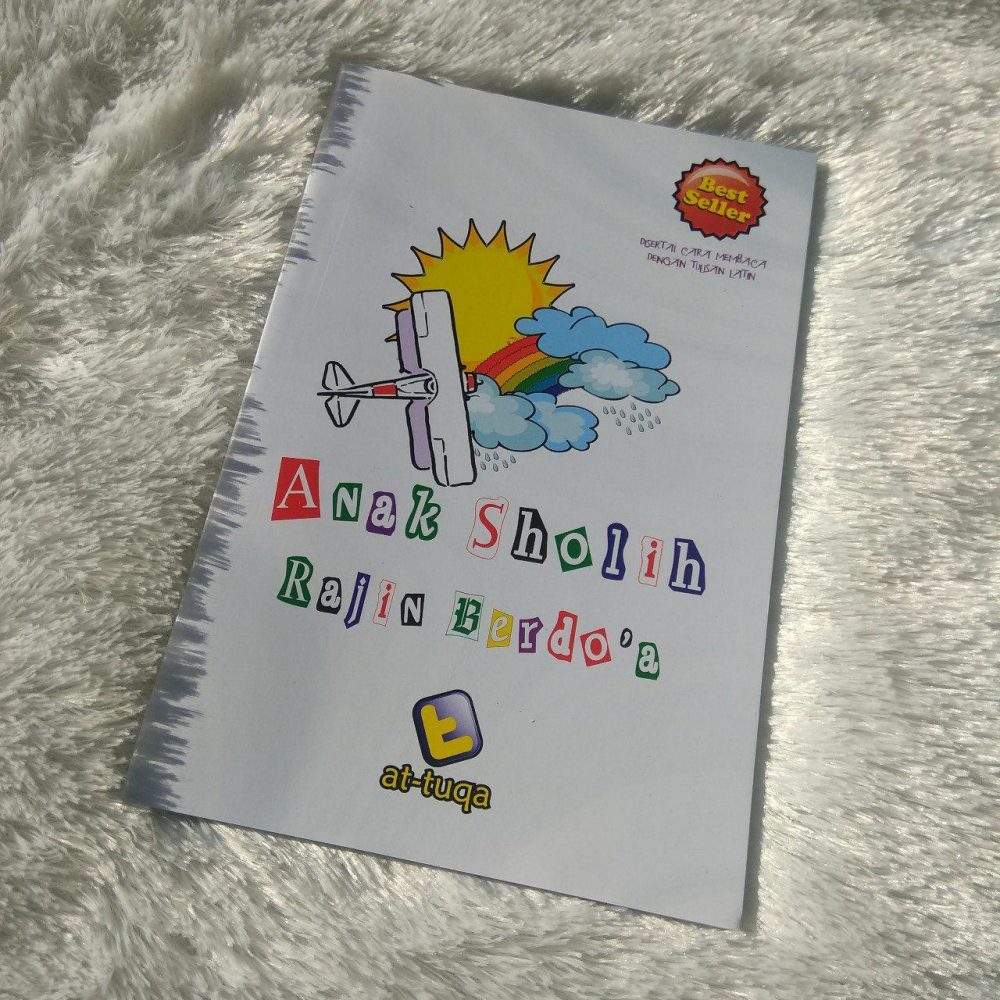 Best
Seller
DISERTAI CARA MEMBACA
DENGAN TULISAN LATIN
Anak Sholih
Rajin Berdo'a
t
at-tuqa